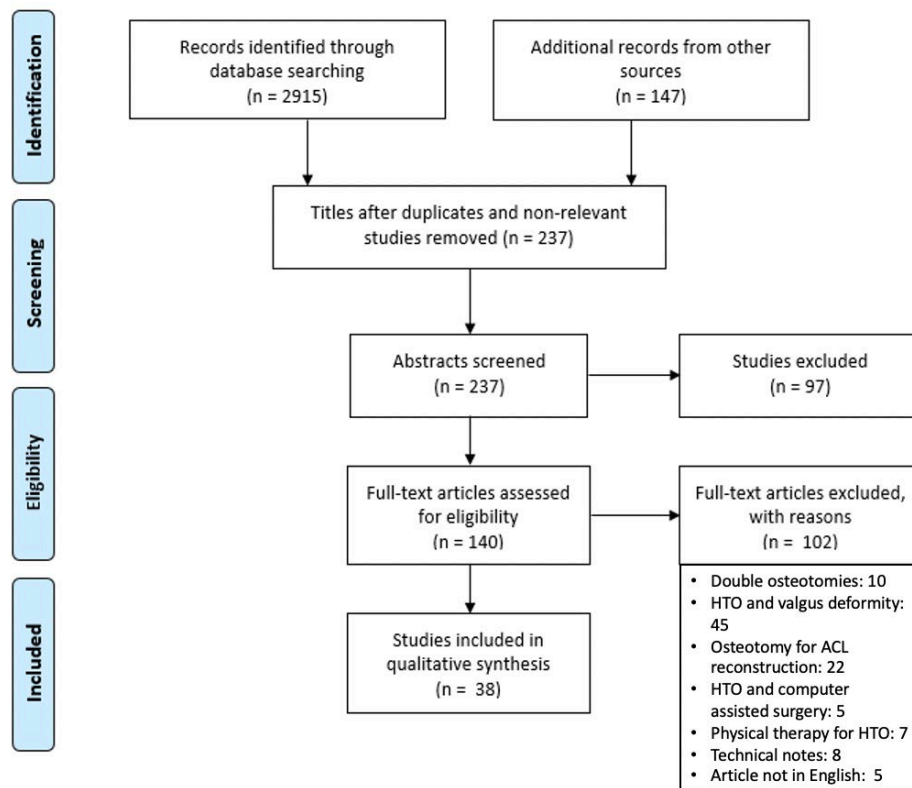 Identification
Records identified through
database searching
(n = 2915)
Additional records from other
sources
(n = 147)
Screening
Titles after duplicates and non-relevant
studies removed (n = 237)
Abstracts screened
(n = 237)
Studies excluded
(n = 97)
Eligibility
Full-text articles assessed
for eligibility
(n = 140)
Full-text articles excluded,
with reasons
(n = 102)
• Double osteotomies: 10
• HTO and valgus deformity:
45
• Osteotomy for ACL
reconstruction: 22
• HTO and computer
assisted surgery: 5
• Physical therapy for HTO: 7
• Technical notes: 8
• Article not in English: 5
Included
Studies included in
qualitative synthesis
(n = 38)